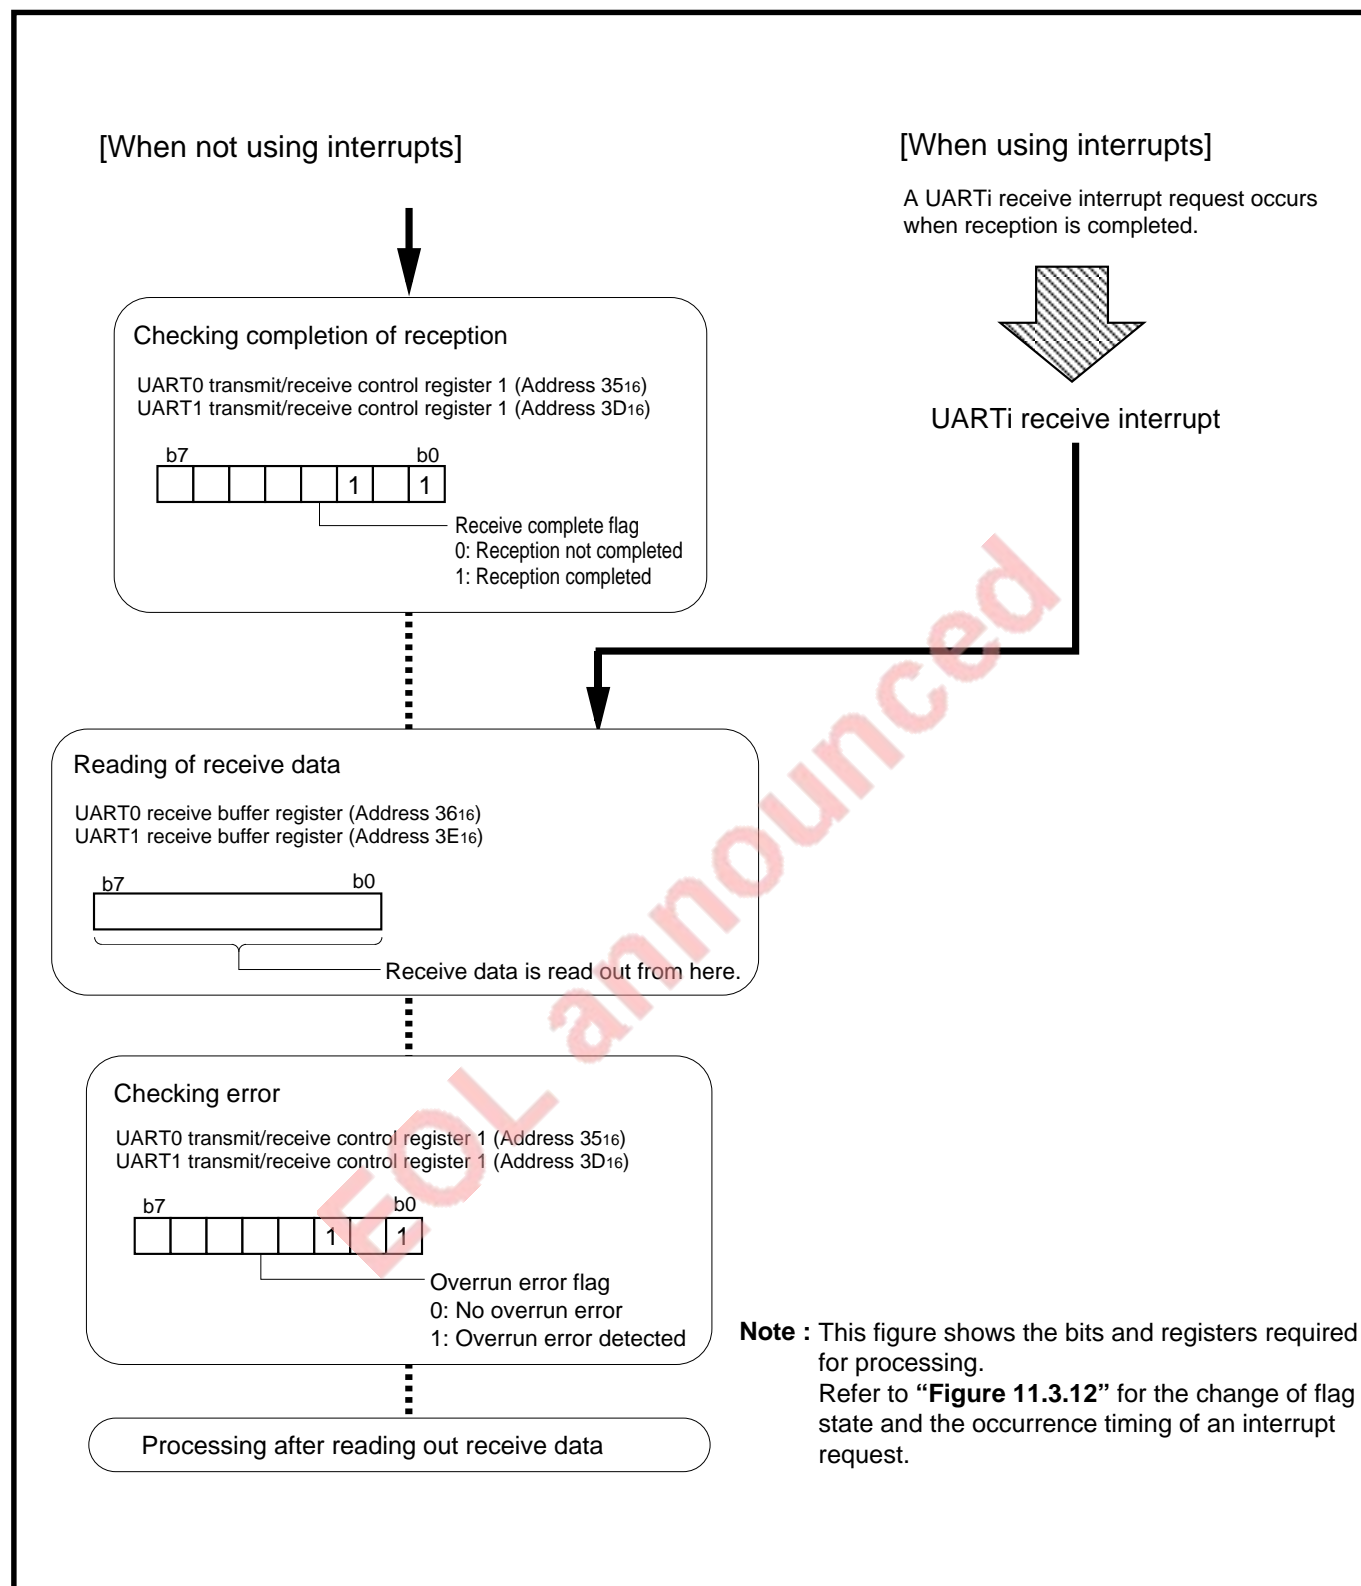 [When not using interrupts]
[When using interrupts]
A UARTi receive interrupt request occurs
when reception is completed.
Checking completion of reception
UART0 transmit/receive control register 1 (Address 3516)
UART1 transmit/receive control register 1 (Address 3D16)
b7 b0
1 1
Receive complete flag
0: Reception not completed
1: Reception completed
UARTi receive interrupt
Reading of receive data
UART0 receive buffer register (Address 3616)
UART1 receive buffer register (Address 3E16)
b7 b0
Receive data is read out from here.
Checking error
UART0 transmit/receive control register 1 (Address 3516)
UART1 transmit/receive control register 1 (Address 3D16)
b7 b0
1 1
Overrun error flag
0: No overrun error
1: Overrun error detected
Processing after reading out receive data
Note : This figure shows the bits and registers required
for processing.
Refer to “Figure 11.3.12” for the change of flag
state and the occurrence timing of an interrupt
request.
EOL announced